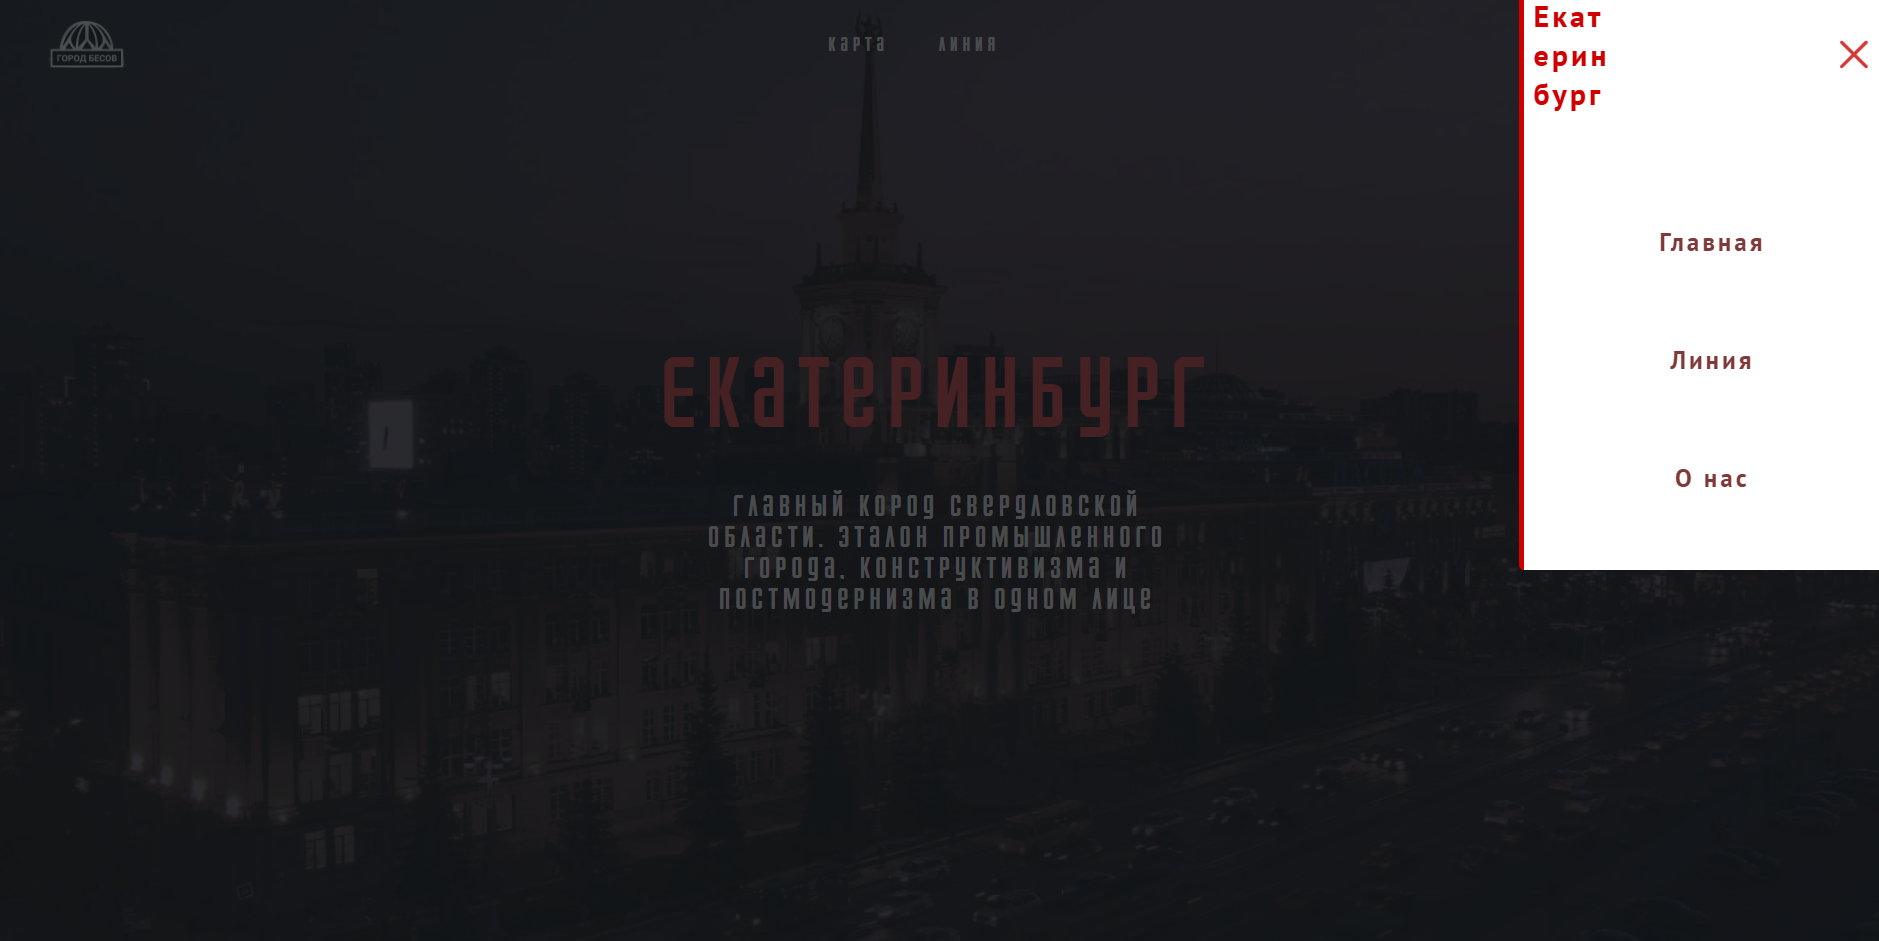 ГОРОД БЕСОВ
карта линия
Екат
ерин
бург
Главная
Линия
О нас
екатеринбург
главный кород свердловской
области. эталон промышленного
города, конструктивизма и
постмодернизма в одном лице